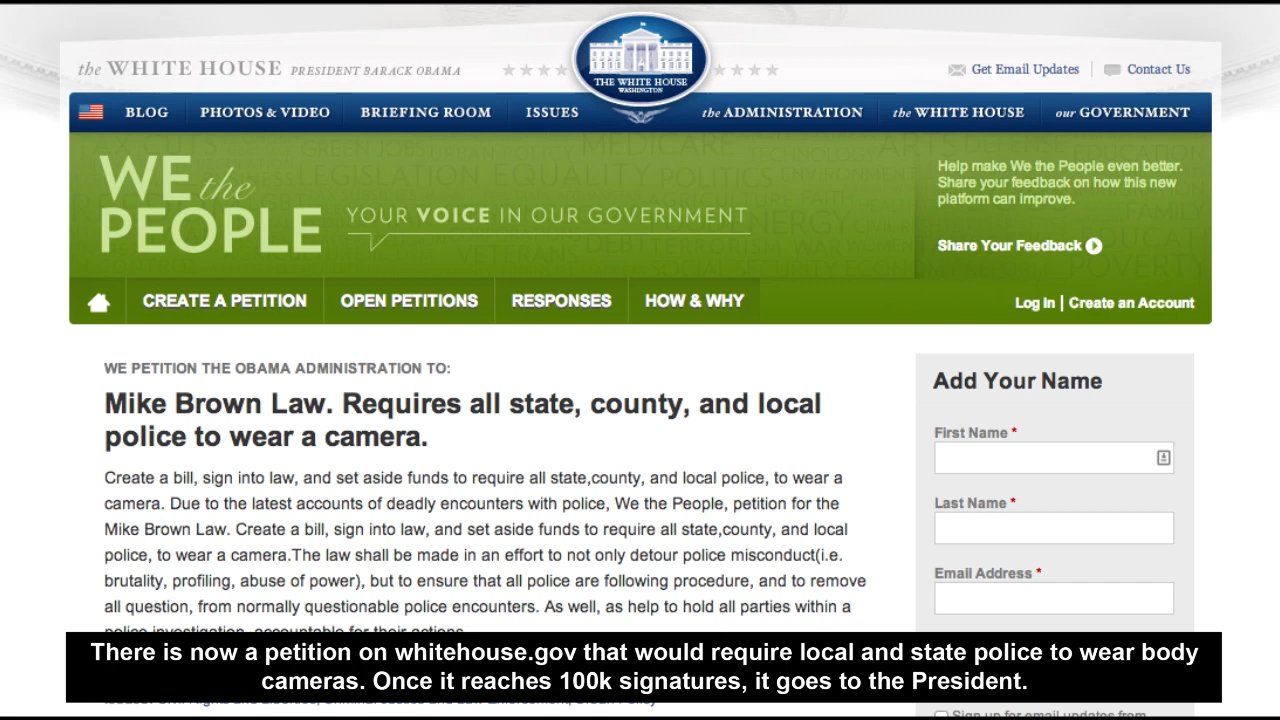 the WHITE HOUSE PRESIDENT BARACK OBAMA
THE WHITE HOUSE
WASHINGTON
Get Email Updates
Contact Us
BLOG
PHOTOS & VIDEO
BRIEFING ROOM
ISSUES
the ADMINISTRATION
the WHITE HOUSE
our GOVERNMENT
WE the
PEOPLE
YOUR VOICE IN OUR GOVERNMENT
Help make We the People even better.
Share your feedback on how this new
platform can improve.
Share Your Feedback
CREATE A PETITION
OPEN PETITIONS
RESPONSES
HOW & WHY
Log In | Create an Account
WE PETITION THE OBAMA ADMINISTRATION TO:
Mike Brown Law. Requires all state, county, and local
police to wear a camera.
Create a bill, sign into law, and set aside funds to require all state,county, and local police, to wear a
camera. Due to the latest accounts of deadly encounters with police, We the People, petition for the
Mike Brown Law. Create a bill, sign into law, and set aside funds to require all state,county, and local
police, to wear a camera.The law shall be made in an effort to not only detour police misconduct(i.e.
brutality, profiling, abuse of power), but to ensure that all police are following procedure, and to remove
all question, from normally questionable police encounters. As well, as help to hold all parties within a
police investigation, accountable for their actions.
Add Your Name
First Name *
Last Name *
Email Address *
There is now a petition on whitehouse.gov that would require local and state police to wear body
cameras. Once it reaches 100k signatures, it goes to the President.
Sign up for email updates from